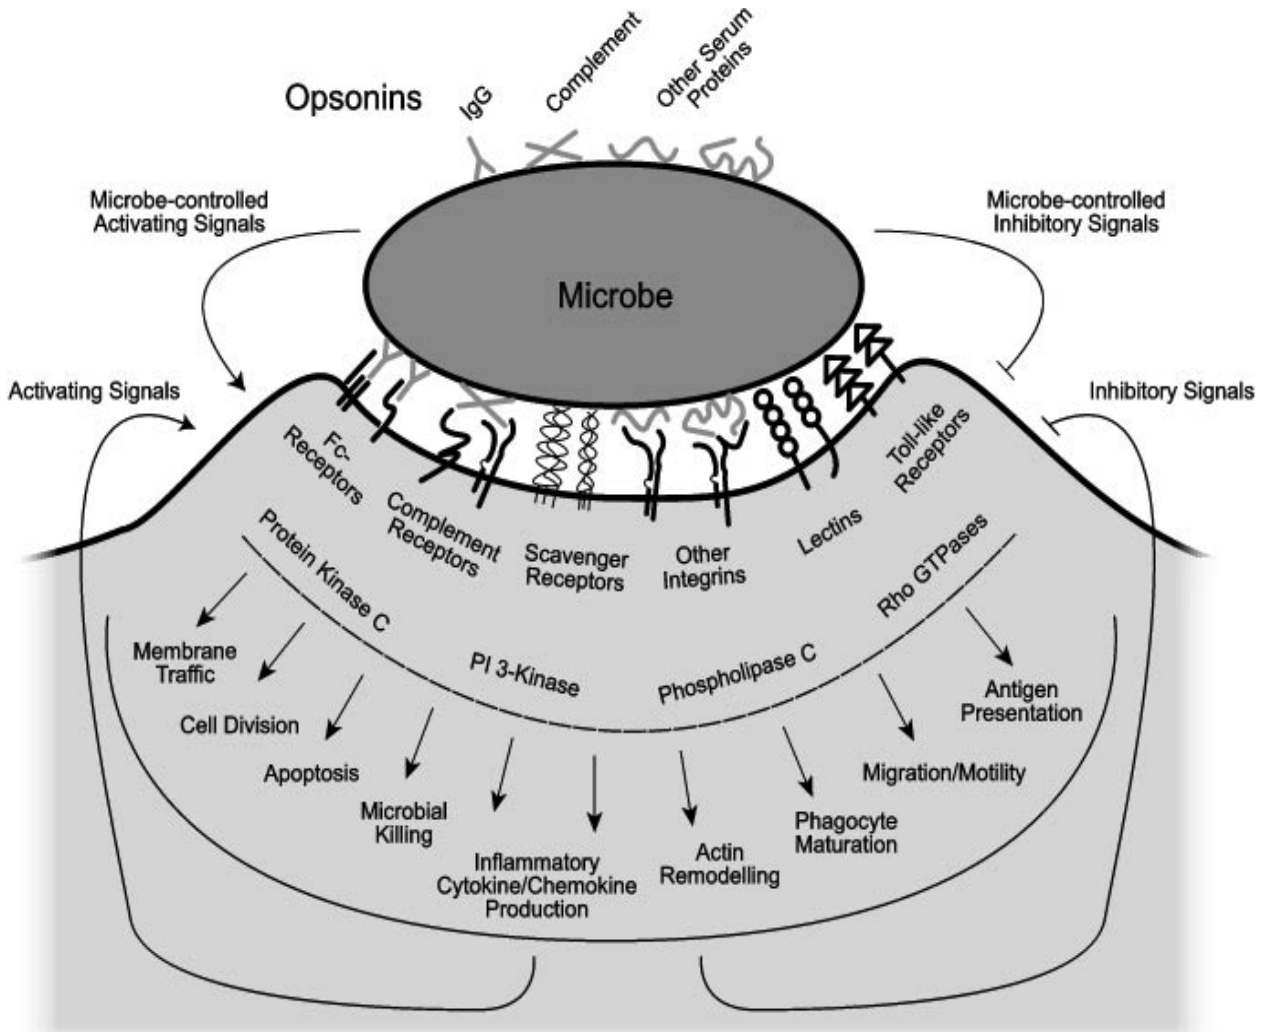 Opsonins
IgG
Complement
Other Serum
Proteins
Microbe-controlled
Activating Signals
Microbe-controlled
Inhibitory Signals
Microbe
Activating Signals
Inhibitory Signals
Fc-
Receptors
Complement
Receptors
Scavenger
Receptors
Other
Integrins
Lectins
Toll-like
Receptors
Protein Kinase C
PI 3-Kinase
Phospholipase C
Rho GTPases
Membrane
Traffic
Cell Division
Apoptosis
Microbial
Killing
Inflammatory
Cytokine/Chemokine
Production
Actin
Remodelling
Phagocyte
Maturation
Migration/Motility
Antigen
Presentation